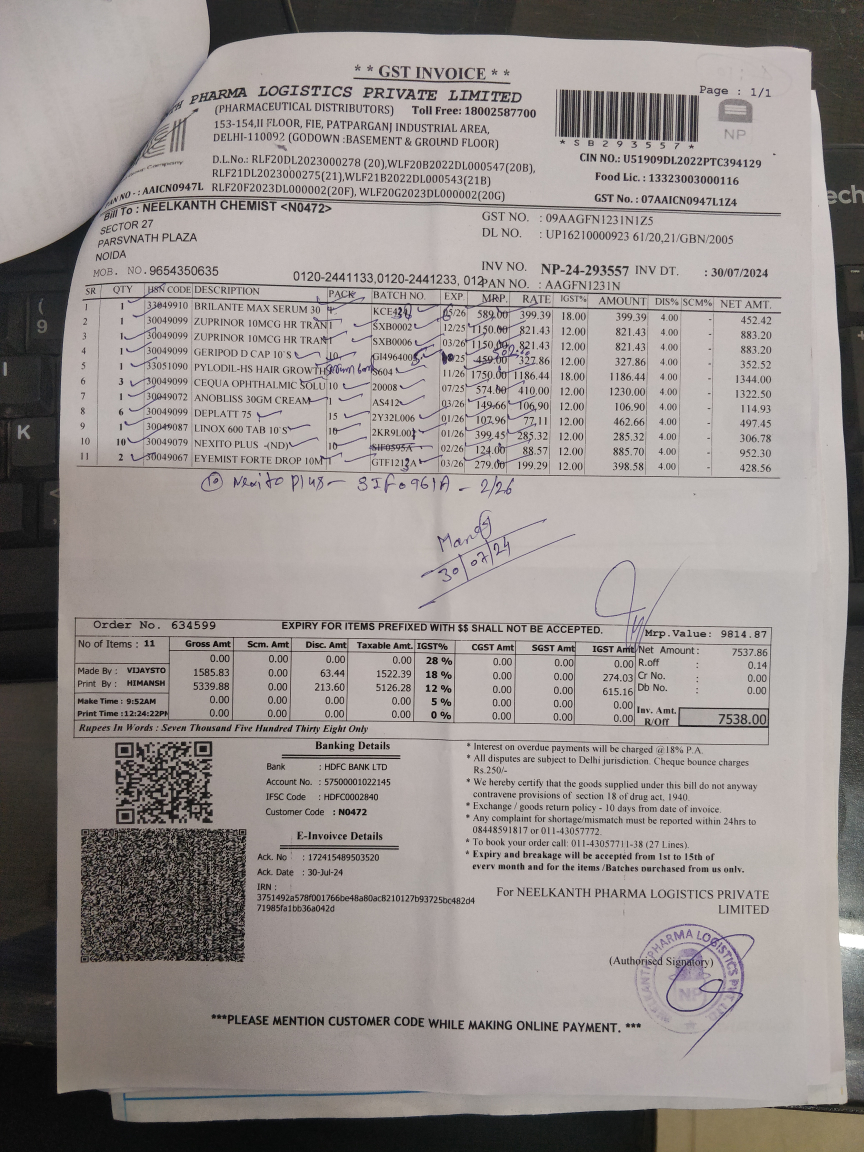 ** GST INVOICE **
Page : 1/1
PHARMA LOGISTICS PRIVATE LIMITED
(PHARMACEUTICAL DISTRIBUTORS) Toll Free: 18002587700
153-154,II FLOOR, FIE, PATPARGANJ INDUSTRIAL AREA,
DELHI-110092 (GODOWN :BASEMENT & GROUND FLOOR)
*SB293557*
NP
D.L.No.: RLF20DL2023000278 (20),WLF20B2022DL000547(20B),
RLF21DL2023000275(21),WLF21B2022DL000543(21B)
RLF20F2023DL000002(20F), WLF20G2023DL000002(20G)
PAN NO - : AAICN0947L
CIN NO.: U51909DL2022PTC394129
Food Lic. : 13323003000116
GST No. : 07AAICN0947L1Z4
Bill To : NEELKANTH CHEMIST <N0472>
SECTOR 27
PARSVNATH PLAZA
NOIDA
MOB. NO. 9654350635
0120-2441133,0120-2441233, 012
GST NO. : 09AAGFN1231N1Z5
DL NO. : UP16210000923 61/20,21/GBN/2005
INV NO. NP-24-293557 INV DT. : 30/07/2024
PAN NO. : AAGFN1231N
SR QTY HSN CODE DESCRIPTION PACK BATCH NO. EXP MRP. RATE IGST% AMOUNT DIS% SCM% NET AMT.
1 1 33049910 BRILANTE MAX SERUM 30 589.00 399.39 18.00 399.39 4.00 - 452.42
2 1 30049099 ZUPRINOR 10MCG HR TRAN 1 SXB0002 12/25 1150.00 821.43 12.00 821.43 4.00 - 883.20
3 1 30049099 ZUPRINOR 10MCG HR TRAN 1 SXB0006 03/26 1150.00 821.43 12.00 821.43 4.00 - 883.20
4 1 30049099 GERIPOD D CAP 10`S 10 459.00 327.86 12.00 327.86 4.00 - 352.52
5 1 33051090 PYLODIL-HS HAIR GROWTH S604 11/26 1750.00 1186.44 18.00 1186.44 4.00 - 1344.00
6 3 30049099 CEQUA OPHTHALMIC SOLU 10 20008 07/25 574.00 410.00 12.00 1230.00 4.00 - 1322.50
7 1 30049072 ANOBLISS 30GM CREAM 1 AS412 03/26 149.66 106.90 12.00 106.90 4.00 - 114.93
8 6 30049099 DEPLATT 75 15 2Y32L006 01/26 107.96 77.11 12.00 462.66 4.00 - 497.45
9 1 30049087 LINOX 600 TAB 10`S 10 01/26 399.45 285.32 12.00 285.32 4.00 - 306.78
10 10 30049079 NEXITO PLUS -(ND) 10 SIF0595A 02/26 124.00 88.57 12.00 885.70 4.00 - 952.30
11 2 30049067 EYEMIST FORTE DROP 10M 1 03/26 279.00 199.29 12.00 398.58 4.00 - 428.56
10 Nexito Plus - SIF0961A - 2/26
30/07/24
Order No. 634599 EXPIRY FOR ITEMS PREFIXED WITH $$ SHALL NOT BE ACCEPTED. Mrp.Value: 9814.87
No of Items : 11 Gross Amt Scm. Amt Disc. Amt Taxable Amt. IGST% CGST Amt SGST Amt IGST Amt
0.00 0.00 0.00 0.00 28 % 0.00 0.00 0.00
1585.83 0.00 63.44 1522.39 18 % 0.00 0.00 274.03
5339.88 0.00 213.60 5126.28 12 % 0.00 0.00 615.16
0.00 0.00 0.00 0.00 5 % 0.00 0.00 0.00
0.00 0.00 0.00 0.00 0 % 0.00 0.00 0.00
Made By : VIJAYSTO
Print By : HIMANSH
Make Time : 9:52AM
Print Time :12:24:22PM
Net Amount : 7537.86
R.off : 0.14
Cr No. : 0.00
Db No. : 0.00
Inv. Amt. R/Off 7538.00
Rupees In Words : Seven Thousand Five Hundred Thirty Eight Only
Banking Details
Bank : HDFC BANK LTD
Account No. : 57500001022145
IFSC Code : HDFC0002840
Customer Code : N0472
E-Invoivce Details
Ack. No : 172415489503520
Ack. Date : 30-Jul-24
IRN :
3751492a578f001766be48a80ac8210127b93725bc482d4
71985fa1bb36a042d
* Interest on overdue payments will be charged @18% P.A.
* All disputes are subject to Delhi jurisdiction. Cheque bounce charges
Rs.250/-
* We hereby certify that the goods supplied under this bill do not anyway
contravene provisions of section 18 of drug act, 1940.
* Exchange / goods return policy - 10 days from date of invoice.
* Any complaint for shortage/mismatch must be reported within 24hrs to
08448591817 or 011-43057772.
* To book your order call: 011-43057711-38 (27 Lines).
* Expiry and breakage will be accepted from 1st to 15th of
every month and for the items /Batches purchased from us only.
For NEELKANTH PHARMA LOGISTICS PRIVATE
LIMITED
(Authorised Signatory)
NEELKANTH PHARMA LOGISTICS PVT. LTD.
NP
***PLEASE MENTION CUSTOMER CODE WHILE MAKING ONLINE PAYMENT. ***